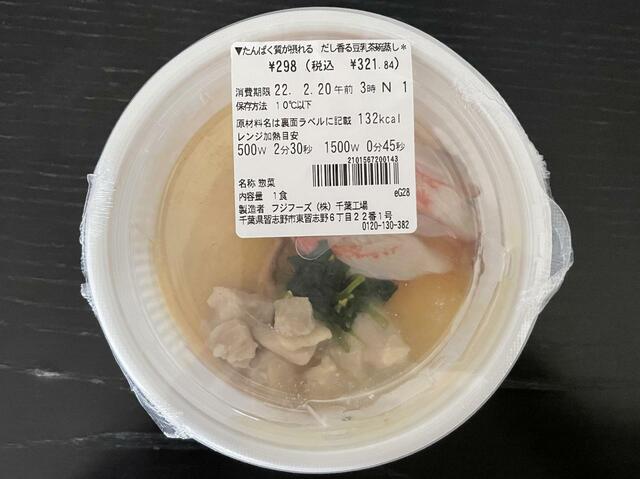 ▼たんぱく質が摂れる だし香る豆乳茶碗蒸し*
¥298 (税込 ¥321.84)
消費期限 22. 2.20午前 3時 N 1
保存方法 10℃以下
原材料名は裏面ラベルに記載 132kcal
レンジ加熱目安
500W 2分30秒 1500W 0分45秒
2101567200143
名称 惣菜
内容量 1食
eG28
製造者 フジフーズ(株)千葉工場
千葉県習志野市東習志野6丁目22番1号
0120-130-382